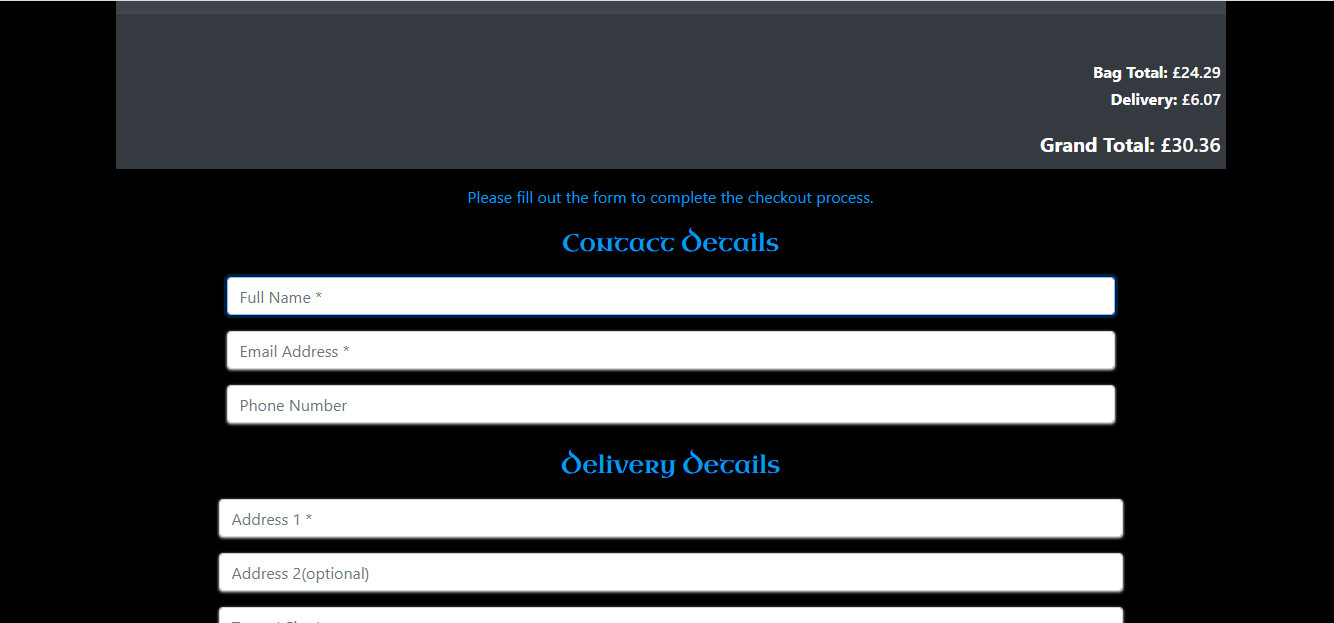 Bag Total: £24.29
Delivery: £6.07
Grand Total: £30.36
Please fill out the form to complete the checkout process.
Contact Details
Full Name *
Email Address *
Phone Number
Delivery Details
Address 1 *
Address 2(optional)